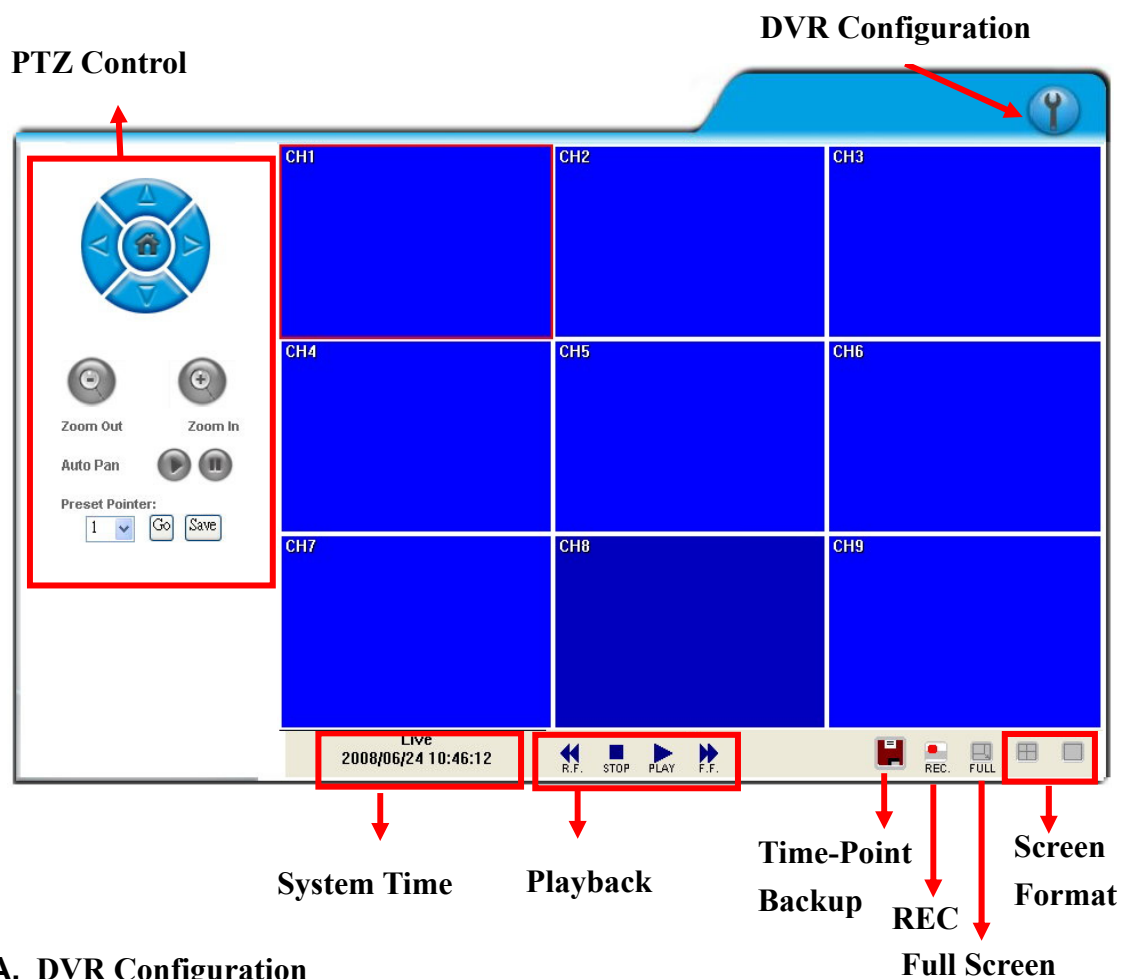 DVR Configuration
PTZ Control
CH1
CH2
CH3
Zoom Out
Zoom In
Auto Pan
Preset Pointer:
1
Go
Save
CH4
CH5
CH6
CH7
CH8
CH9
Live
2008/06/24 10:46:12
R.F.
STOP
PLAY
F.F.
REC.
FULL
System Time
Playback
Time-Point
Backup
REC
Full Screen
Screen
Format
A. DVR Configuration